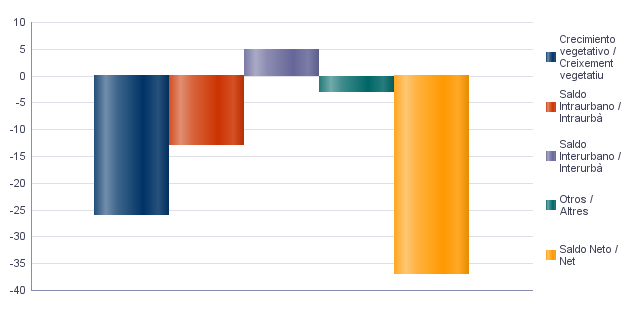 10
5
0
-5
-10
-15
-20
-25
-30
-35
-40
Crecimiento
vegetativo /
Creixement
vegetatiu
Saldo
Intraurbano /
Intraurbà
Saldo
Interurbano /
Interurbà
Otros /
Altres
Saldo Neto /
Net